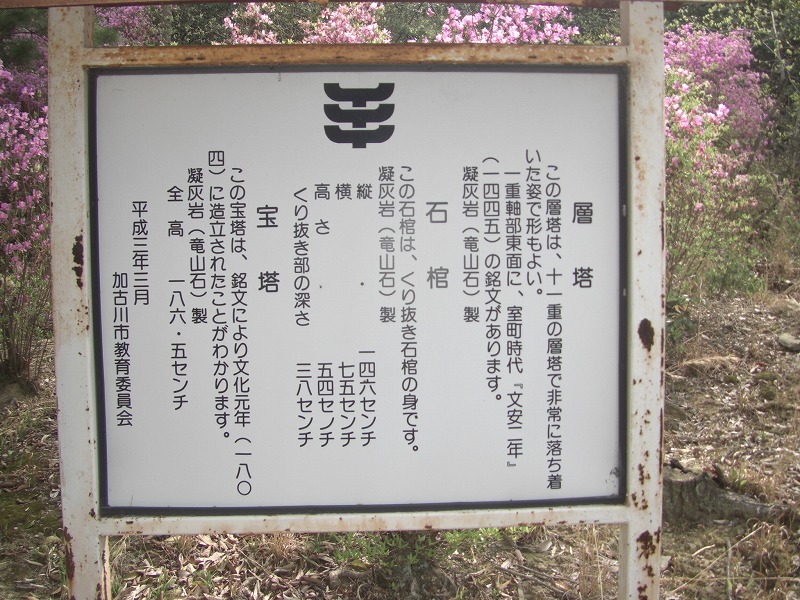 層塔
この層塔は、十一重の層塔で非常に落ち着
いた姿で形もよい。
一重軸部東面に、室町時代『文安二年』
(一四四五)の銘文があります。
凝灰岩(竜山石)製
石棺
この石棺は、くり抜き石棺の身です。
凝灰岩(竜山石)製
縦・一四六センチ
横 七五センチ
高さ・五四センチ
くり抜き部の深さ 三八センチ
宝塔
この宝塔は、銘文により文化元年(一八〇
四)に造立されたことがわかります。
凝灰岩(竜山石)製
全高 一八六・五センチ
平成三年三月
加古川市教育委員会